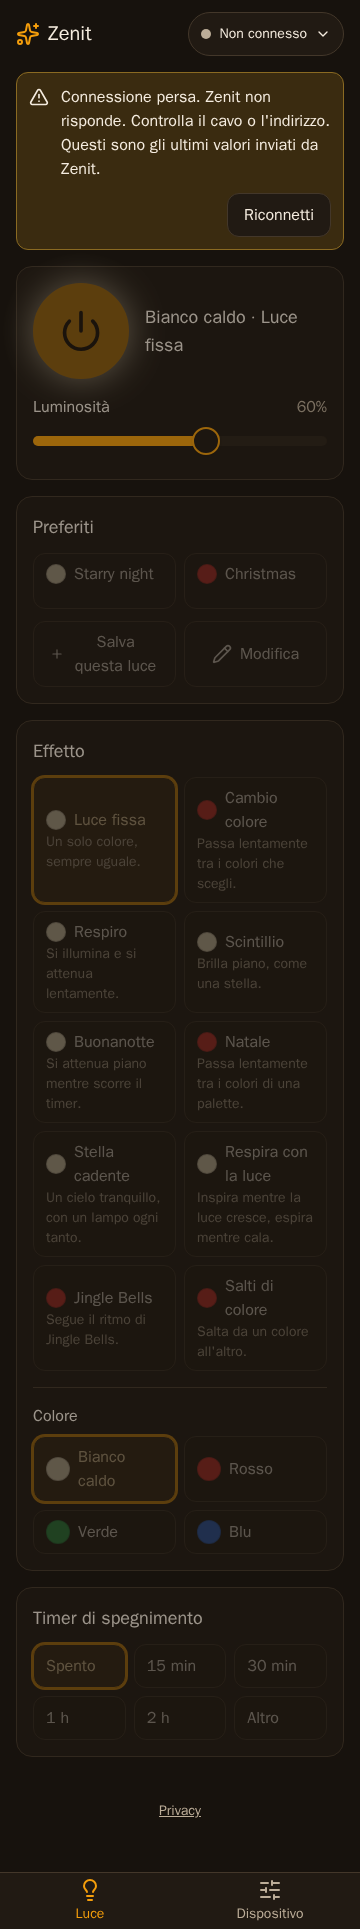 Zenit
Non connesso
Connessione persa. Zenit non
risponde. Controlla il cavo o l'indirizzo.
Questi sono gli ultimi valori inviati da
Zenit.
Riconnetti
Bianco caldo · Luce
fissa
Luminosità 60%
Preferiti
Starry night
Christmas
Salva
questa luce
Modifica
Effetto
Luce fissa
Un solo colore,
sempre uguale.
Cambio
colore
Passa lentamente
tra i colori che
scegli.
Respiro
Si illumina e si
attenua
lentamente.
Scintillio
Brilla piano, come
una stella.
Buonanotte
Si attenua piano
mentre scorre il
timer.
Natale
Passa lentamente
tra i colori di una
palette.
Stella
cadente
Un cielo tranquillo,
con un lampo ogni
tanto.
Respira con
la luce
Inspira mentre la
luce cresce, espira
mentre cala.
Jingle Bells
Segue il ritmo di
Jingle Bells.
Salti di
colore
Salta da un colore
all'altro.
Colore
Bianco
caldo
Rosso
Verde
Blu
Timer di spegnimento
Spento
15 min
30 min
1 h
2 h
Altro
Privacy
Luce
Dispositivo